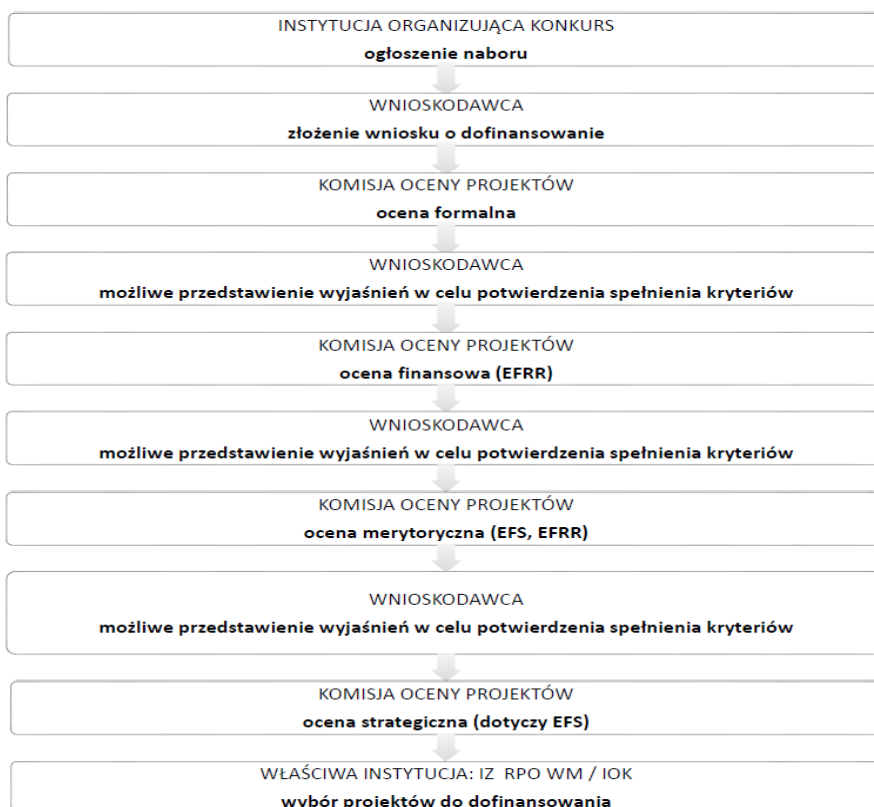 INSTYTUCJA ORGANIZUJĄCA KONKURS
ogłoszenie naboru
WNIOSKODAWCA
złożenie wniosku o dofinansowanie
KOMISJA OCENY PROJEKTÓW
ocena formalna
WNIOSKODAWCA
możliwe przedstawienie wyjaśnień w celu potwierdzenia spełnienia kryteriów
KOMISJA OCENY PROJEKTÓW
ocena finansowa (EFRR)
WNIOSKODAWCA
możliwe przedstawienie wyjaśnień w celu potwierdzenia spełnienia kryteriów
KOMISJA OCENY PROJEKTÓW
ocena merytoryczna (EFS, EFRR)
WNIOSKODAWCA
możliwe przedstawienie wyjaśnień w celu potwierdzenia spełnienia kryteriów
KOMISJA OCENY PROJEKTÓW
ocena strategiczna (dotyczy EFS)
WŁAŚCIWA INSTYTUCJA: IZ RPO WM / IOK
wybór projektów do dofinansowania